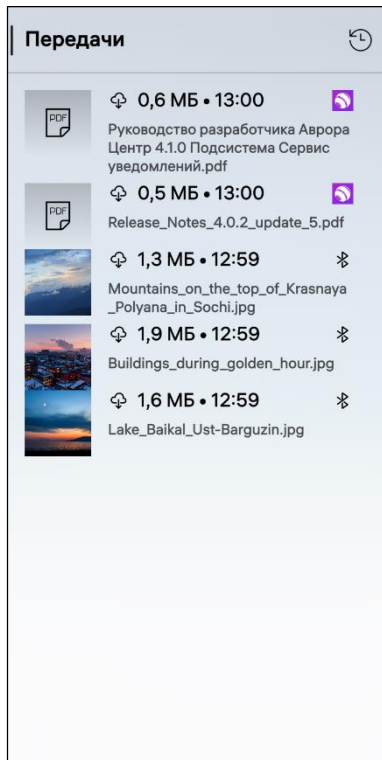 Передачи
0,6 МБ • 13:00
PDF
Руководство разработчика Аврора
Центр 4.1.0 Подсистема Сервис
уведомлений.pdf
0,5 МБ • 13:00
PDF
Release_Notes_4.0.2_update_5.pdf
1,3 МБ • 12:59
Mountains_on_the_top_of_Krasnaya
_Polyana_in_Sochi.jpg
1,9 МБ • 12:59
Buildings_during_golden_hour.jpg
1,6 МБ • 12:59
Lake_Baikal_Ust-Barguzin.jpg